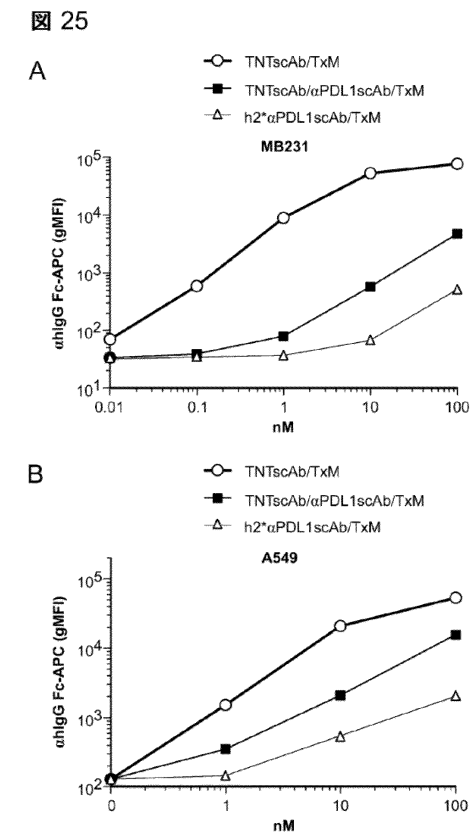 図 25
A
TNTscAb/TxM
TNTscAb/αPDL1scAb/TxM
h2*αPDL1scAb/TxM
MB231
αhIgG Fc-APC (gMFI)
10⁵
10⁴
10³
10²
10¹
0.01 0.1 1 10 100
nM
B
TNTscAb/TxM
TNTscAb/αPDL1scAb/TxM
h2*αPDL1scAb/TxM
A549
αhIgG Fc-APC (gMFI)
10⁵
10⁴
10³
10²
0 1 10 100
nM